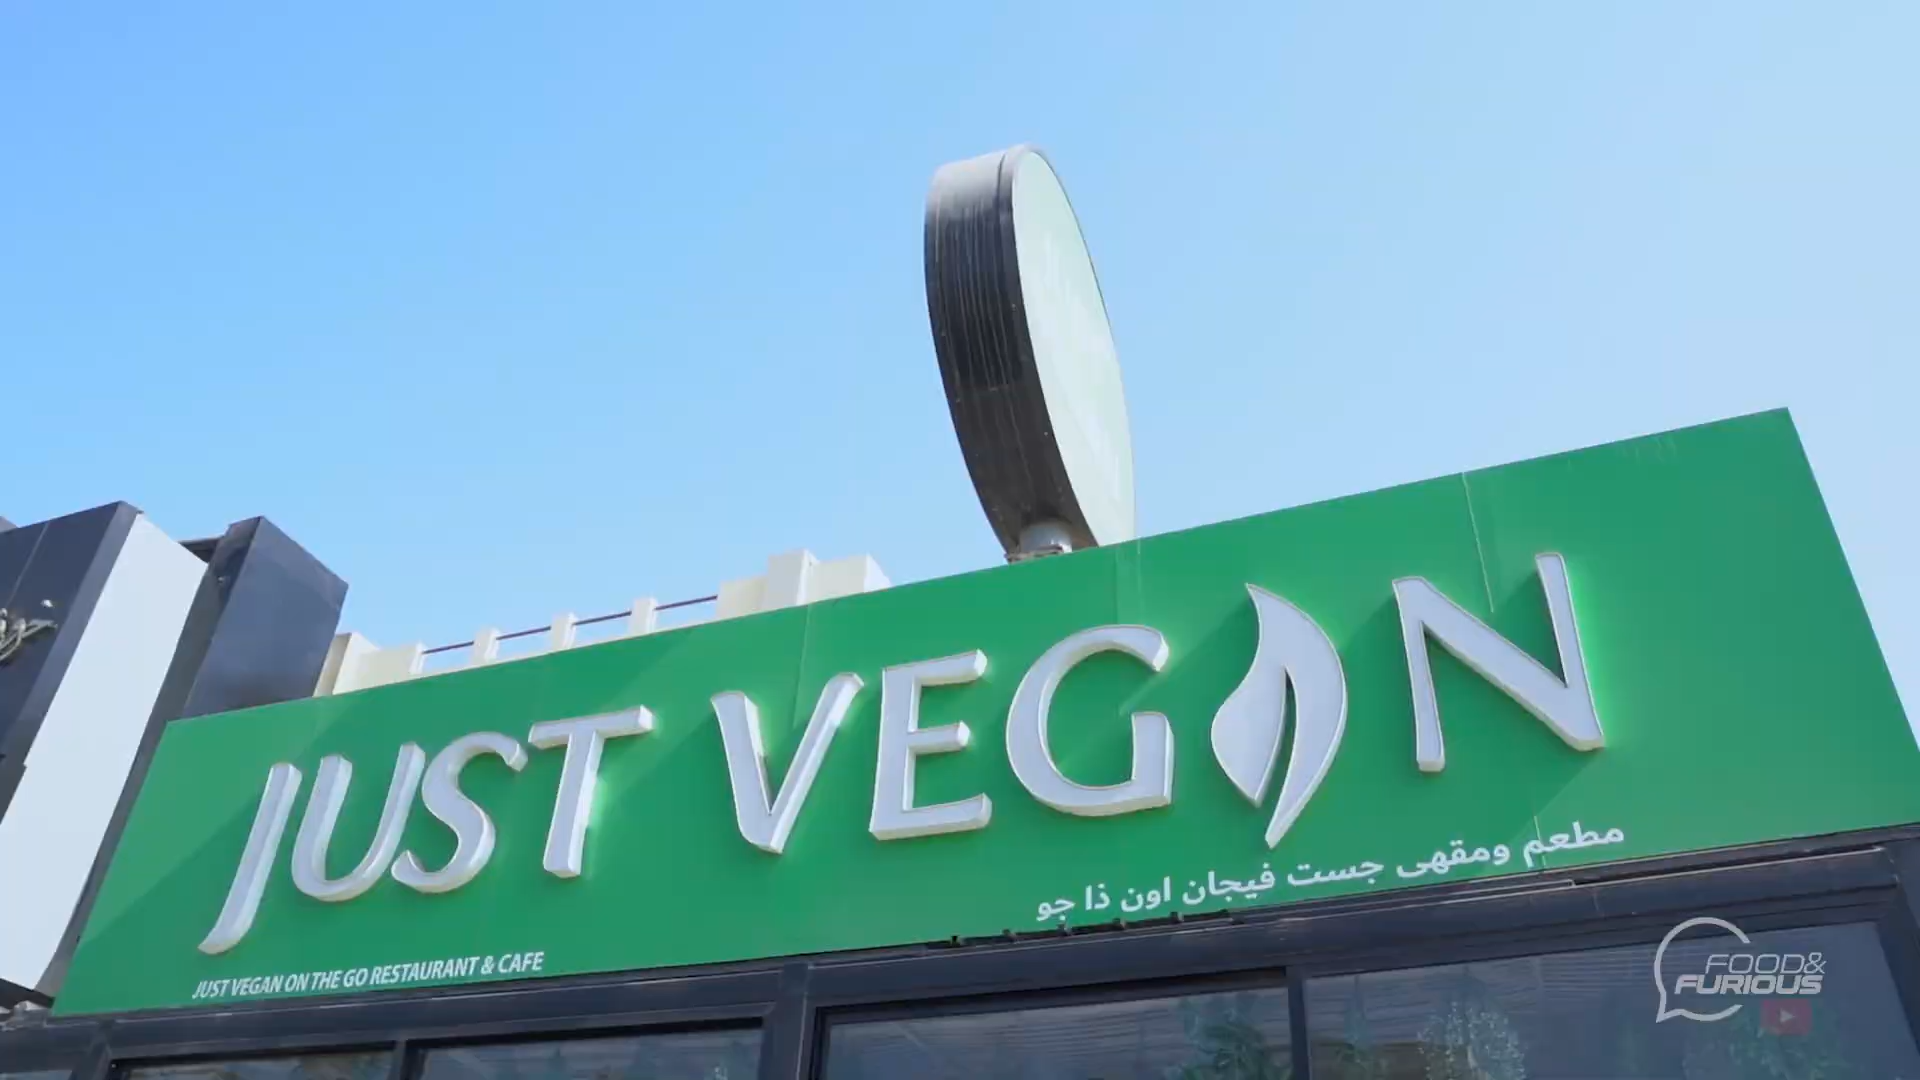 JUST VEGAN
مطعم ومقهى جست فيجان اون ذا جو
JUST VEGAN ON THE GO RESTAURANT & CAFE
FOOD&
FURIOUS